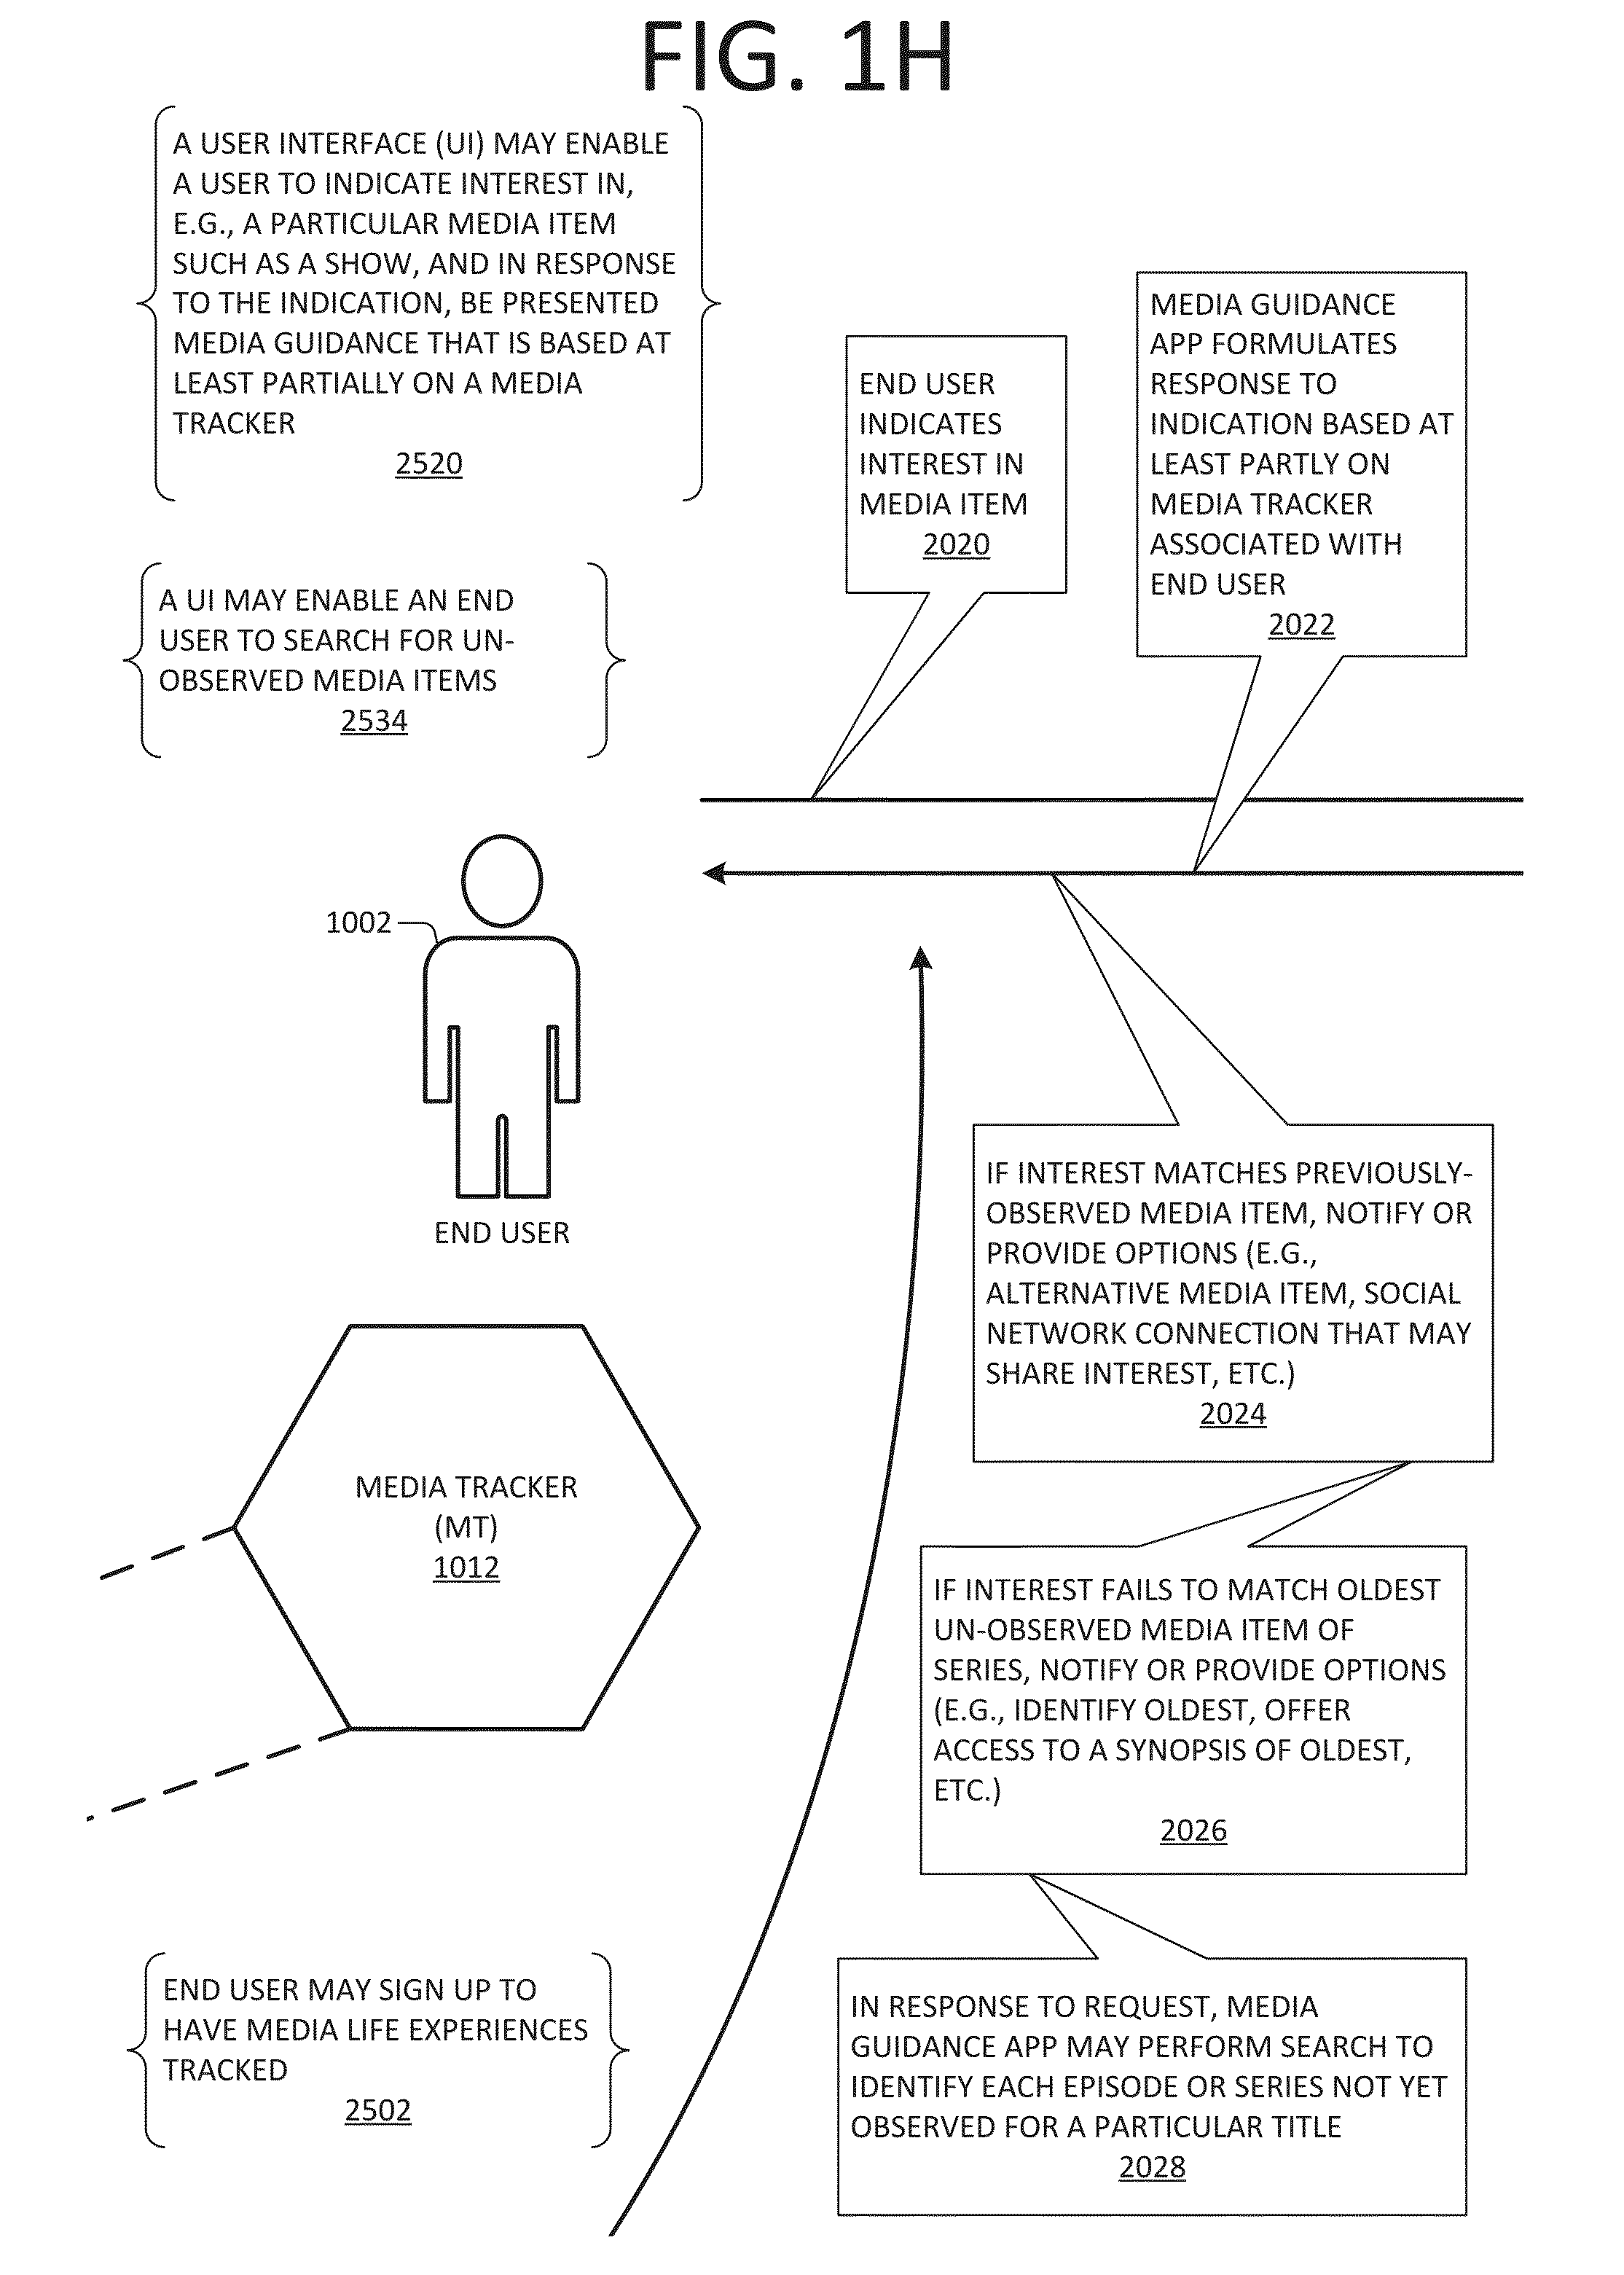 FIG. 1H
A USER INTERFACE (UI) MAY ENABLE
A USER TO INDICATE INTEREST IN,
E.G., A PARTICULAR MEDIA ITEM
SUCH AS A SHOW, AND IN RESPONSE
TO THE INDICATION, BE PRESENTED
MEDIA GUIDANCE THAT IS BASED AT
LEAST PARTIALLY ON A MEDIA
TRACKER
2520
END USER
INDICATES
INTEREST IN
MEDIA ITEM
2020
MEDIA GUIDANCE
APP FORMULATES
RESPONSE TO
INDICATION BASED AT
LEAST PARTLY ON
MEDIA TRACKER
ASSOCIATED WITH
END USER
2022
A UI MAY ENABLE AN END
USER TO SEARCH FOR UN-
OBSERVED MEDIA ITEMS
2534
1002
END USER
IF INTEREST MATCHES PREVIOUSLY-
OBSERVED MEDIA ITEM, NOTIFY OR
PROVIDE OPTIONS (E.G.,
ALTERNATIVE MEDIA ITEM, SOCIAL
NETWORK CONNECTION THAT MAY
SHARE INTEREST, ETC.)
2024
MEDIA TRACKER
(MT)
1012
IF INTEREST FAILS TO MATCH OLDEST
UN-OBSERVED MEDIA ITEM OF
SERIES, NOTIFY OR PROVIDE OPTIONS
(E.G., IDENTIFY OLDEST, OFFER
ACCESS TO A SYNOPSIS OF OLDEST,
ETC.)
2026
END USER MAY SIGN UP TO
HAVE MEDIA LIFE EXPERIENCES
TRACKED
2502
IN RESPONSE TO REQUEST, MEDIA
GUIDANCE APP MAY PERFORM SEARCH TO
IDENTIFY EACH EPISODE OR SERIES NOT YET
OBSERVED FOR A PARTICULAR TITLE
2028